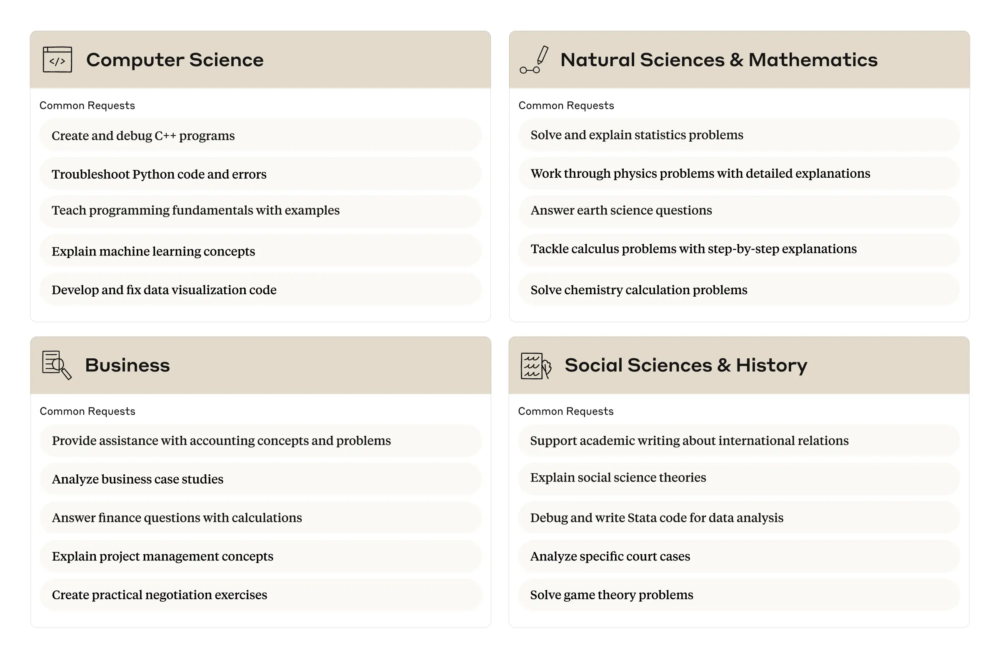 Computer Science
Common Requests
Create and debug C++ programs
Troubleshoot Python code and errors
Teach programming fundamentals with examples
Explain machine learning concepts
Develop and fix data visualization code
Natural Sciences & Mathematics
Common Requests
Solve and explain statistics problems
Work through physics problems with detailed explanations
Answer earth science questions
Tackle calculus problems with step-by-step explanations
Solve chemistry calculation problems
Business
Common Requests
Provide assistance with accounting concepts and problems
Analyze business case studies
Answer finance questions with calculations
Explain project management concepts
Create practical negotiation exercises
Social Sciences & History
Common Requests
Support academic writing about international relations
Explain social science theories
Debug and write Stata code for data analysis
Analyze specific court cases
Solve game theory problems